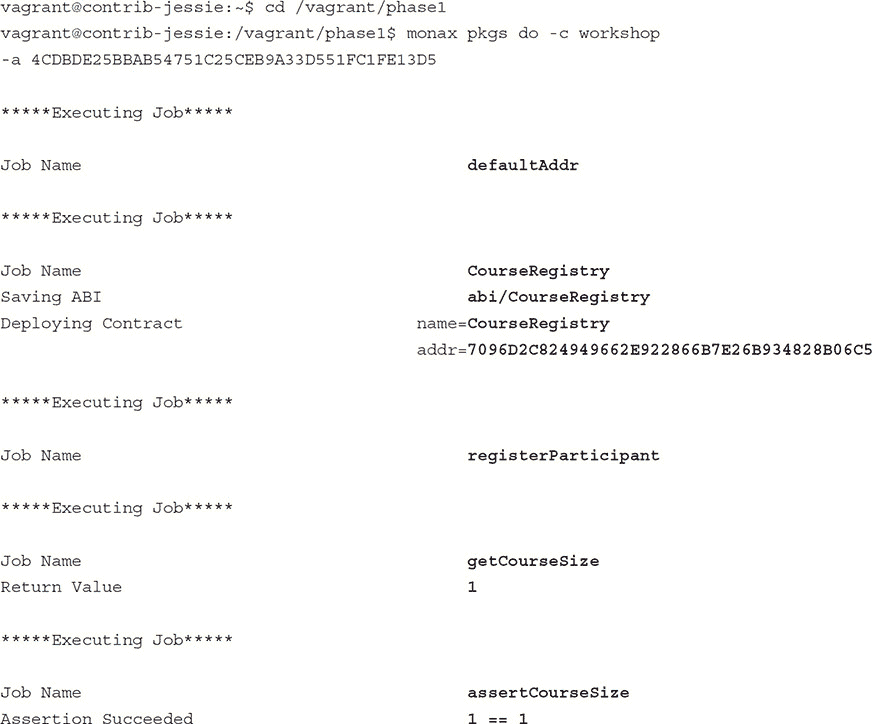 vagrant@contrib-jessie:~$ cd /vagrant/phase1
vagrant@contrib-jessie:/vagrant/phase1$ monax pkgs do -c workshop
-a 4CDBDE25BBAB54751C25CEB9A33D551FC1FE13D5
*****Executing Job*****
Job Name defaultAddr
*****Executing Job*****
Job Name CourseRegistry
Saving ABI abi/CourseRegistry
Deploying Contract name=CourseRegistry
addr=7096D2C824949662E922866B7E26B934828B06C5
*****Executing Job*****
Job Name registerParticipant
*****Executing Job*****
Job Name getCourseSize
Return Value 1
*****Executing Job*****
Job Name assertCourseSize
Assertion Succeeded 1 == 1